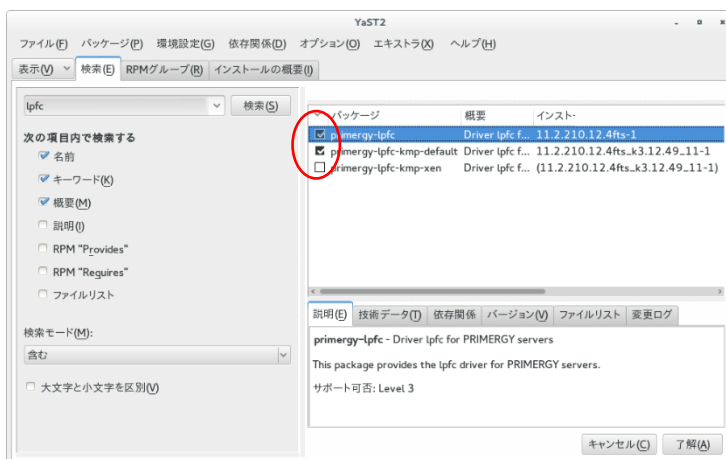 YaST2
ファイル(F) パッケージ(P) 環境設定(G) 依存関係(D) オプション(O) エキストラ(X) ヘルプ(H)
表示(V) 検索(E) RPMグループ(R) インストールの概要(I)
lpfc 検索(S)
次の項目内で検索する
名前
キーワード(K)
概要(M)
説明(I)
RPM "Provides"
RPM "Requires"
ファイルリスト
検索モード(M):
含む
大文字と小文字を区別(V)
パッケージ 概要 インスト-
primergy-lpfc Driver lpfc f... 11.2.210.12.4fts-1
primergy-lpfc-kmp-default Driver lpfc f... 11.2.210.12.4fts_k3.12.49_11-1
primergy-lpfc-kmp-xen Driver lpfc f... (11.2.210.12.4fts_k3.12.49_11-1)
説明(E) 技術データ(T) 依存関係 バージョン(V) ファイルリスト 変更ログ
primergy-lpfc - Driver lpfc for PRIMERGY servers
This package provides the lpfc driver for PRIMERGY servers.
サポート可否: Level 3
キャンセル(C) 了解(A)